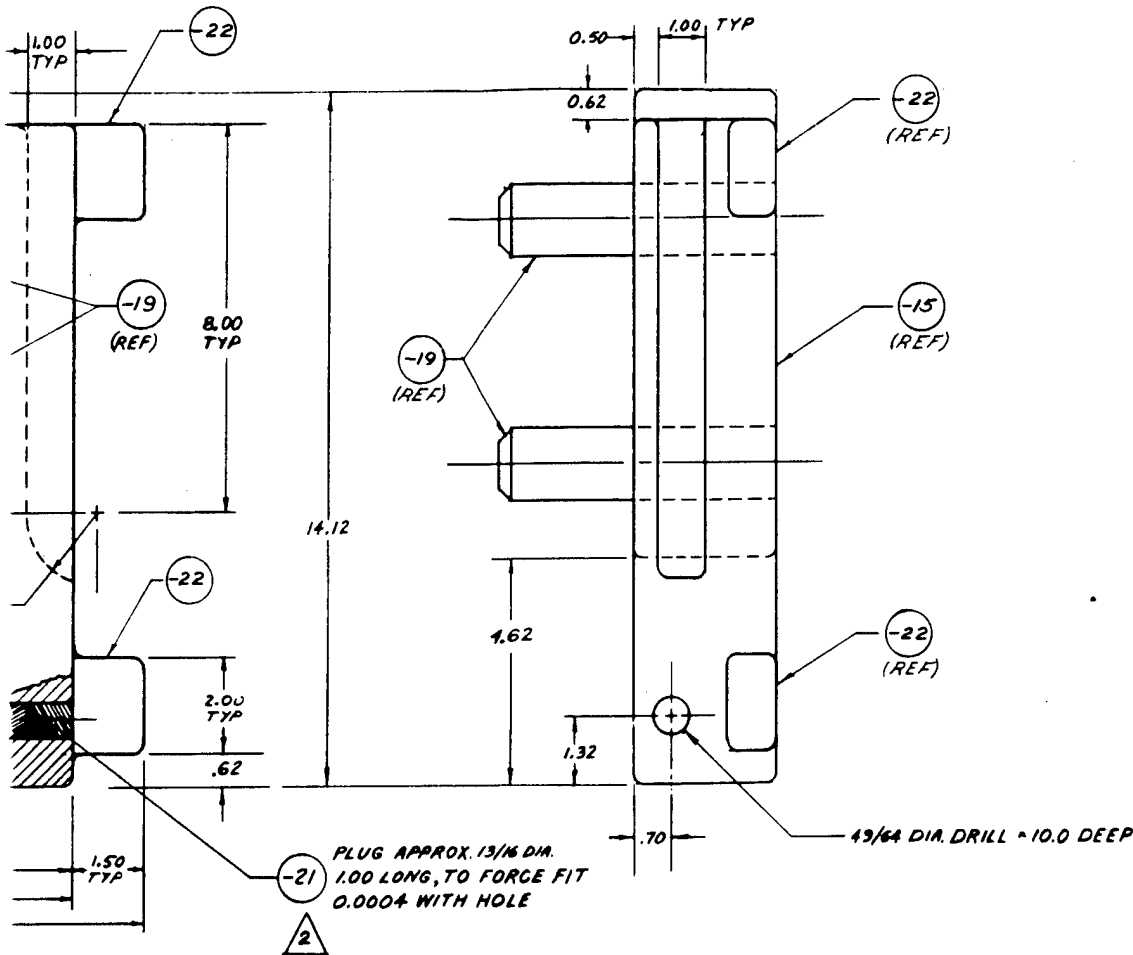 1.00
TYP
-22
0.50
1.00 TYP
0.62
-22
(REF)
-19
(REF)
8.00
TYP
-19
(REF)
-15
(REF)
14.12
-22
4.62
-22
(REF)
2.00
TYP
.62
1.32
.70
49/64 DIA. DRILL × 10.0 DEEP
1.50
TYP
-21
PLUG APPROX. 13/16 DIA.
1.00 LONG, TO FORCE FIT
0.0004 WITH HOLE
2